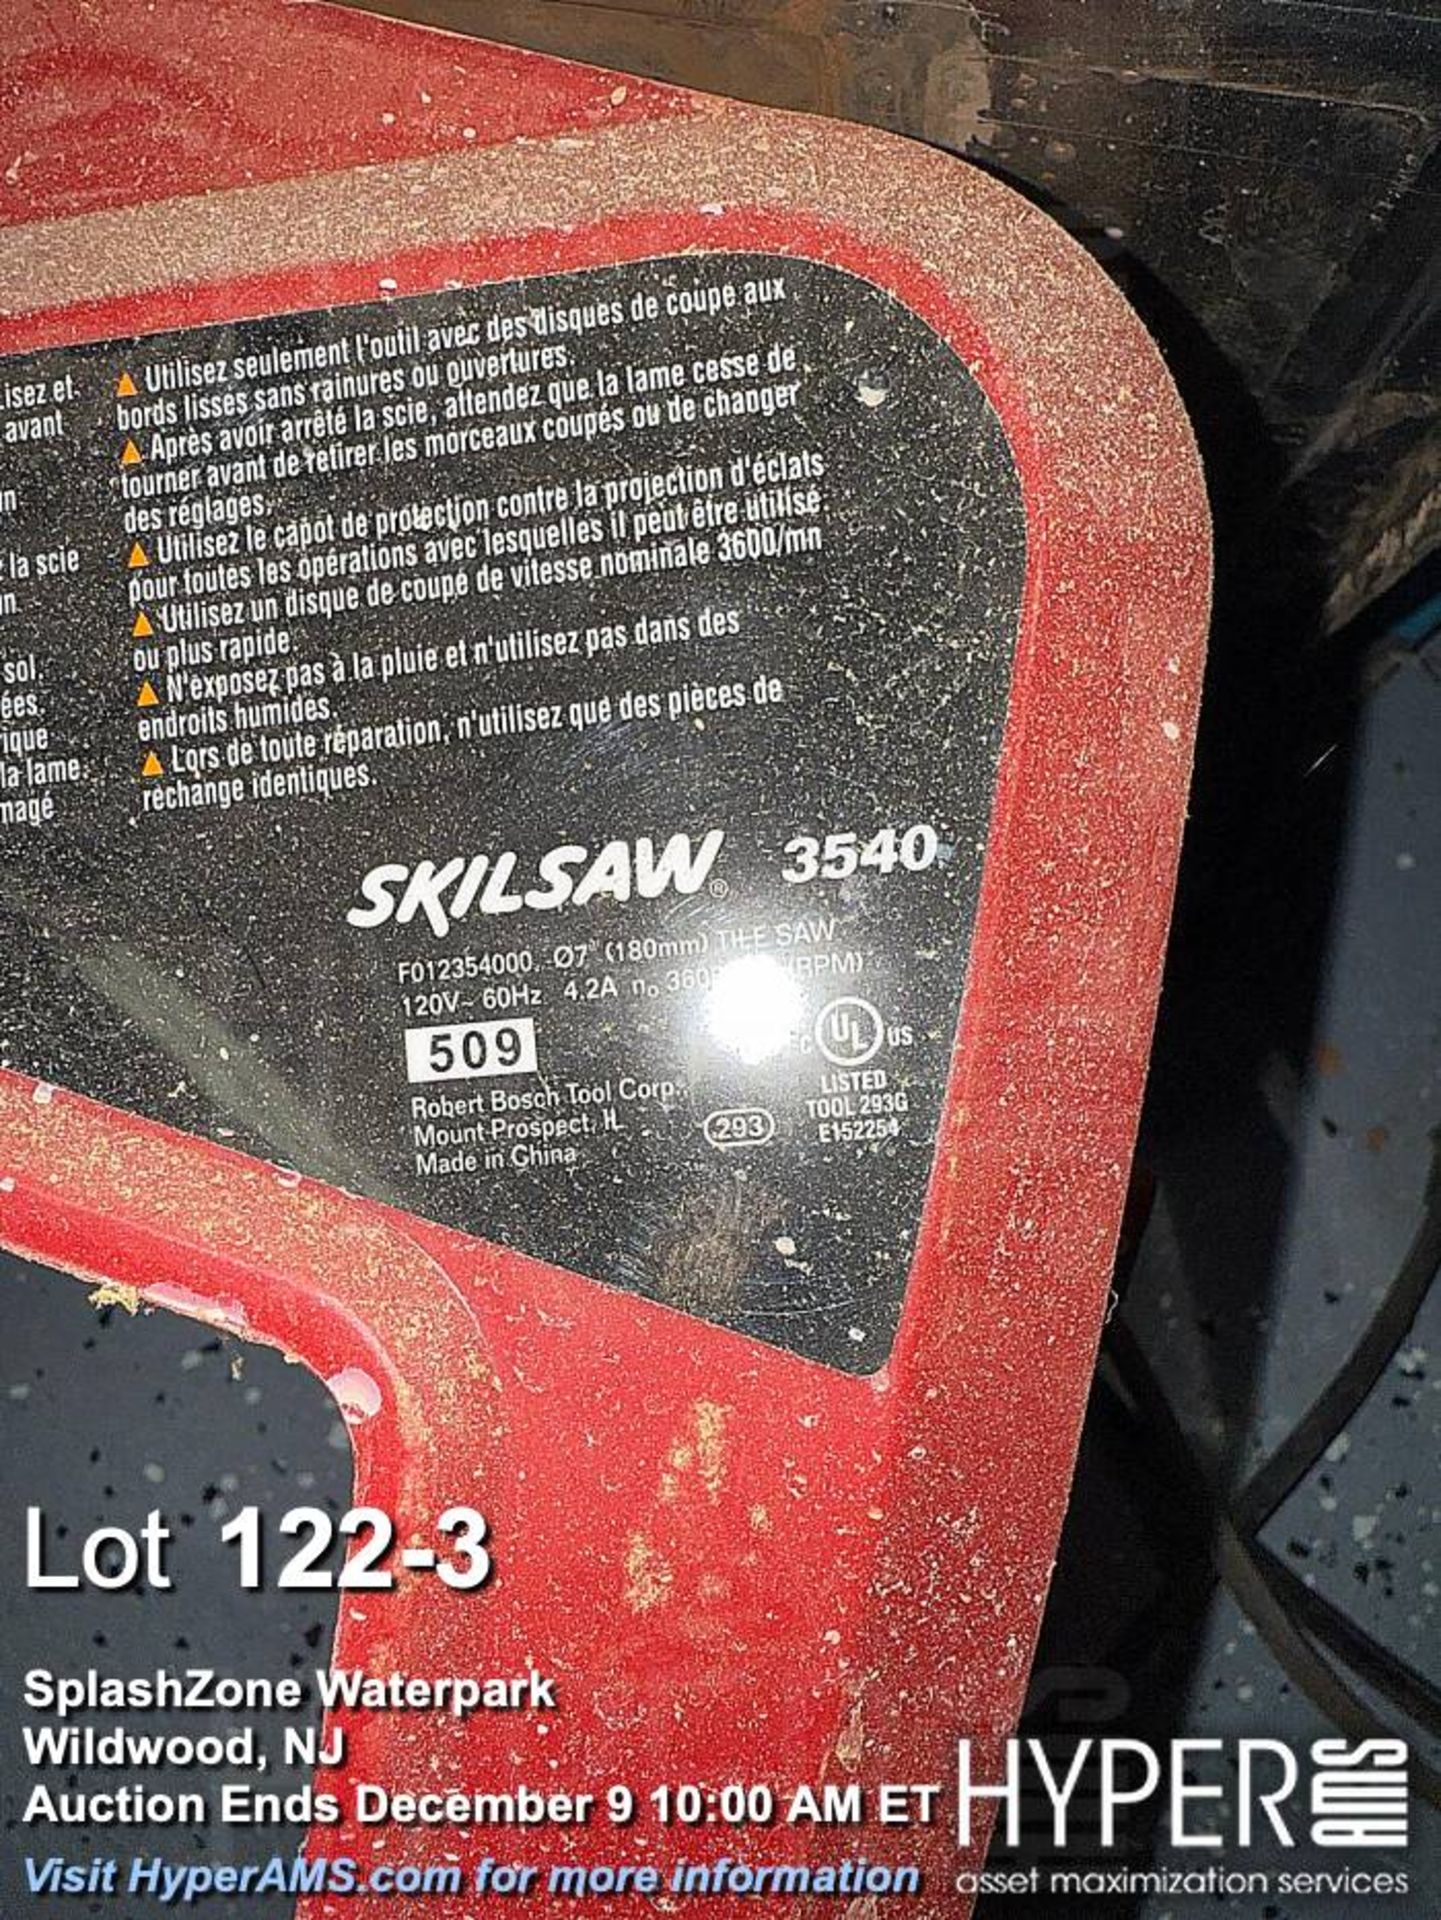 Lisez et
avant
n
la scie
n
sol.
ées.
ique
la lame.
magé
Utilisez seulement l'outil avec des disques de coupe aux
bords lisses sans rainures ou ouvertures.
Après avoir arrêté la scie, attendez que la lame cesse de
tourner avant de retirer les morceaux coupés ou de changer
des réglages.
Utilisez le capot de protection contre la projection d'éclats
pour toutes les opérations avec lesquelles il peut être utilisé.
Utilisez un disque de coupe de vitesse nominale 3600/mn
ou plus rapide.
N'exposez pas à la pluie et n'utilisez pas dans des
endroits humides.
Lors de toute réparation, n'utilisez que des pièces de
rechange identiques.
SKILSAW® 3540
F012354000 Ø7" (180mm) TILE SAW
120V~ 60Hz 4.2A n₀ (RPM)
509
Robert Bosch Tool Corp.
Mount Prospect, IL
Made in China
293
C UL US
LISTED
TOOL 293G
E152254
Lot 122-3
SplashZone Waterpark
Wildwood, NJ
Auction Ends December 9 10:00 AM ET
Visit HyperAMS.com for more information
HYPER AMS
asset maximization services